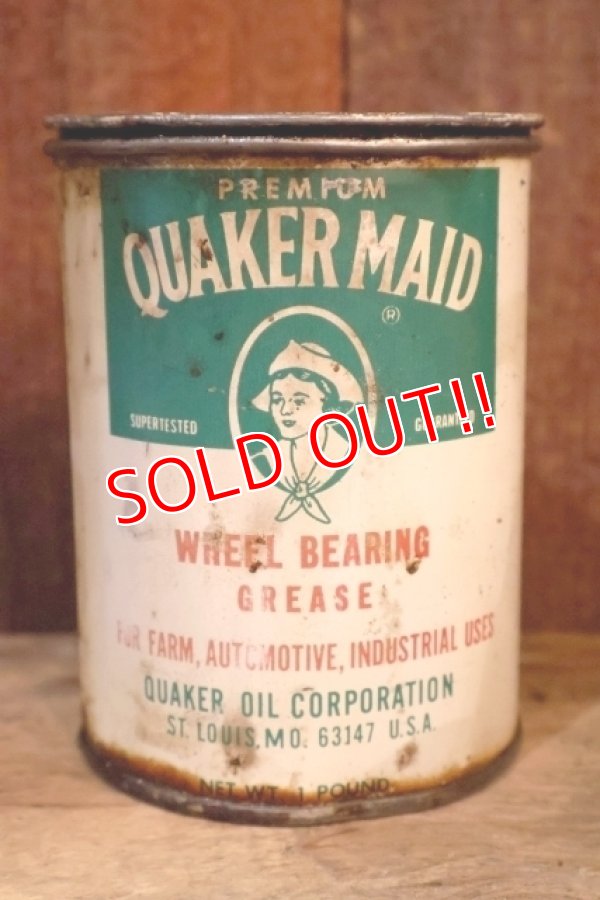 PREMIUM
QUAKER MAID
®
SUPERTESTED
GUARANTEED
SOLD OUT!!
WHEEL BEARING
GREASE
FOR FARM, AUTOMOTIVE, INDUSTRIAL USES
QUAKER OIL CORPORATION
ST. LOUIS, MO. 63147 U.S.A.
NET WT. 1 POUND